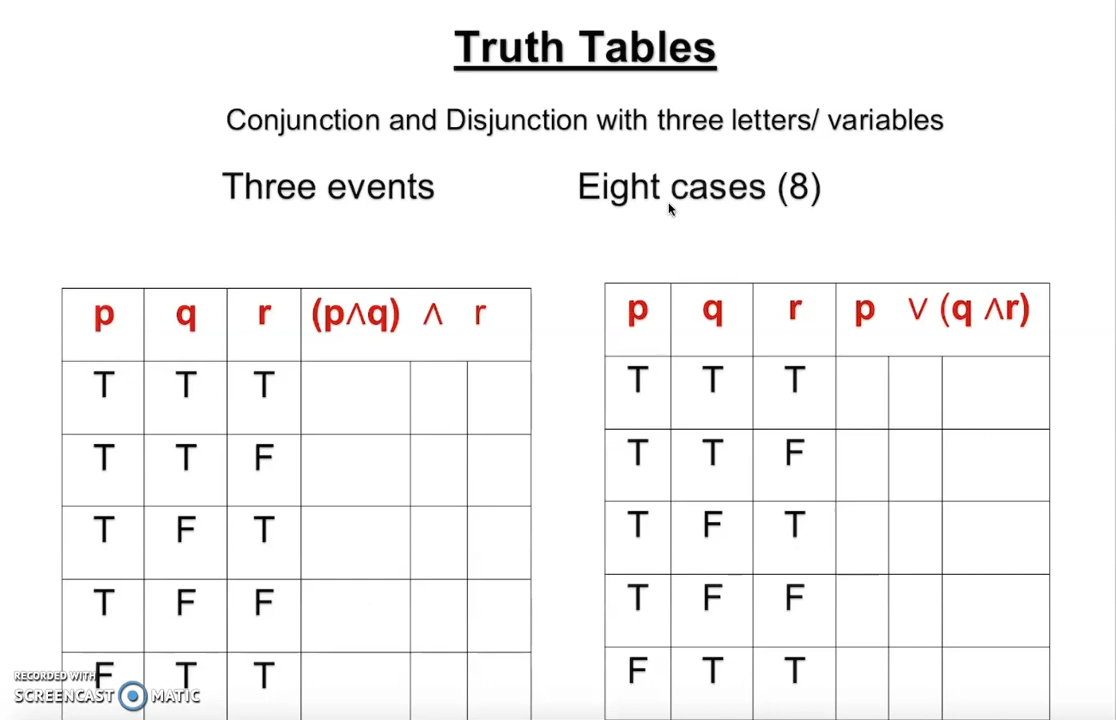 Truth Tables
Conjunction and Disjunction with three letters/ variables
Three events Eight cases (8)
p q r (p∧q) ∧ r
T T T
T T F
T F T
T F F
F T T
p q r p ∨ (q ∧r)
T T T
T T F
T F T
T F F
F T T
RECORDED WITH
SCREENCAST MATIC